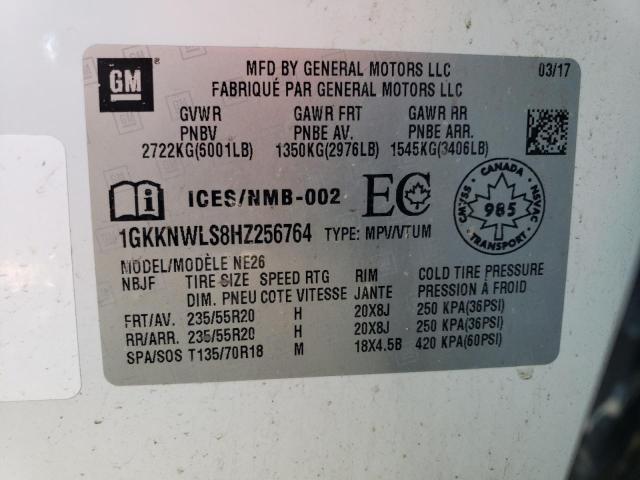 GM
MFD BY GENERAL MOTORS LLC 03/17
FABRIQUÉ PAR GENERAL MOTORS LLC
GVWR GAWR FRT GAWR RR
PNBV PNBE AV. PNBE ARR.
2722KG(6001LB) 1350KG(2976LB) 1545KG(3406LB)
ICES/NMB-002 EC
CANADA
CMVSS 985 NSVAC
TRANSPORT
1GKKNWLS8HZ256764 TYPE: MPV/VTUM
MODEL/MODÈLE NE26
NBJF TIRE SIZE SPEED RTG RIM COLD TIRE PRESSURE
DIM. PNEU COTE VITESSE JANTE PRESSION À FROID
FRT/AV. 235/55R20 H 20X8J 250 KPA(36PSI)
RR/ARR. 235/55R20 H 20X8J 250 KPA(36PSI)
SPA/SOS T135/70R18 M 18X4.5B 420 KPA(60PSI)